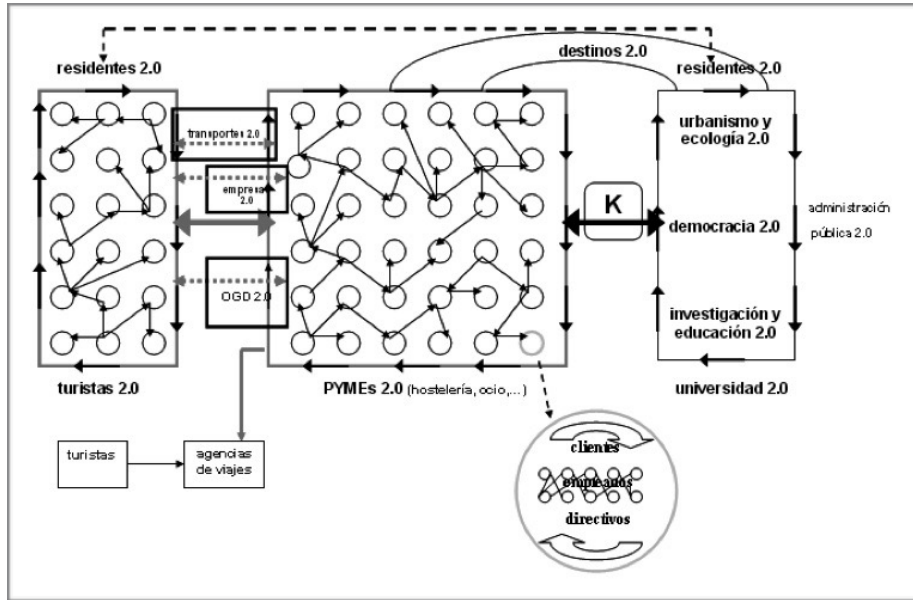 destinos 2.0
residentes 2.0
residentes 2.0
transportes 2.0
empresa
2.0
OGD 2.0
K
urbanismo y
ecología 2.0
democracia 2.0
administración
pública 2.0
investigación y
educación 2.0
turistas 2.0
PYMEs 2.0 (hostelería, ocio,...)
universidad 2.0
turistas
agencias
de viajes
clientes
empleados
directivos